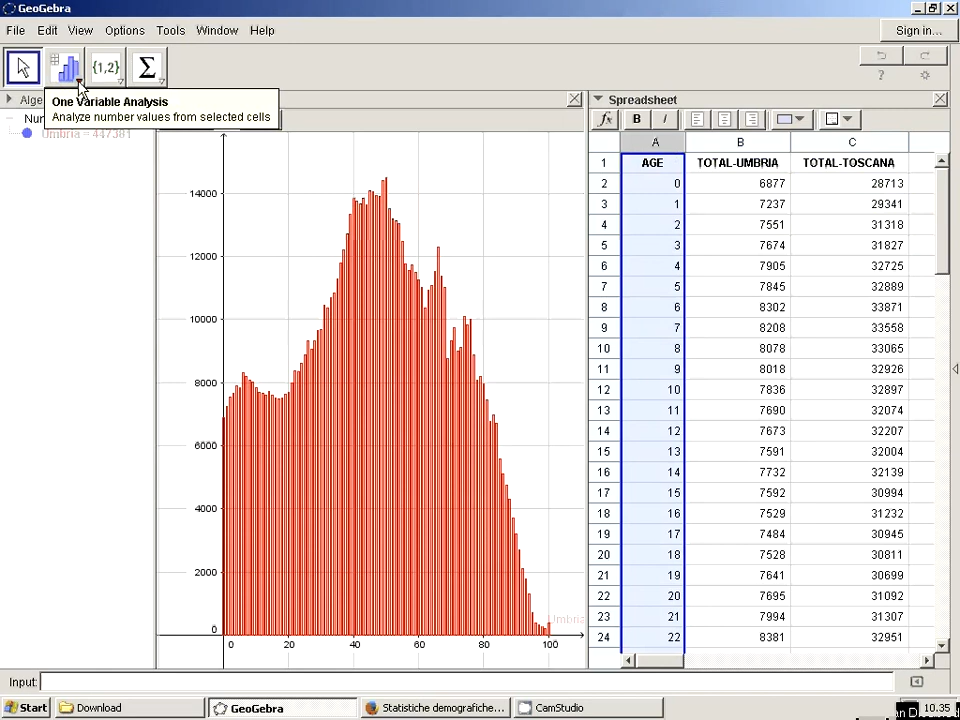 GeoGebra
File Edit View Options Tools Window Help
Sign in...
{1,2} Σ
?
One Variable Analysis
Analyze number values from selected cells
Alge
Nur
Umbria = 447381
Spreadsheet
fx B I
A B C
1 AGE TOTAL-UMBRIA TOTAL-TOSCANA
2 0 6877 28713
3 1 7237 29341
4 2 7551 31318
5 3 7674 31827
6 4 7905 32725
7 5 7845 32889
8 6 8302 33871
9 7 8208 33558
10 8 8078 33065
11 9 8018 32926
12 10 7836 32897
13 11 7690 32074
14 12 7673 32207
15 13 7591 32004
16 14 7732 32139
17 15 7592 30994
18 16 7529 31232
19 17 7484 30945
20 18 7528 30811
21 19 7641 30699
22 20 7695 31092
23 21 7994 31307
24 22 8381 32951
14000
12000
10000
8000
6000
4000
2000
0
Umbria
0 20 40 60 80 100
Input:
Start Download GeoGebra Statistiche demografiche... CamStudio 10.35